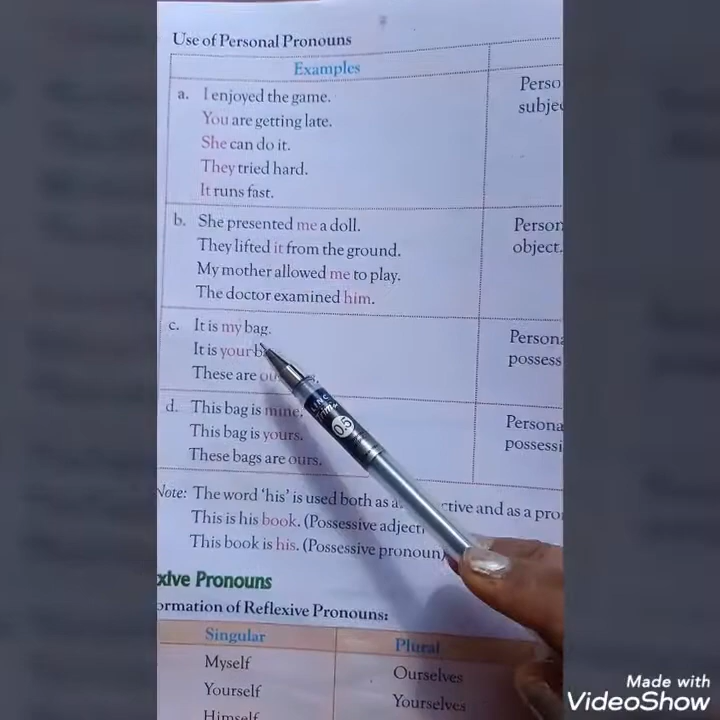 Use of Personal Pronouns
Examples
a. I enjoyed the game.
You are getting late.
She can do it.
They tried hard.
It runs fast.
Perso
subje
b. She presented me a doll.
They lifted it from the ground.
My mother allowed me to play.
The doctor examined him.
Person
object.
c. It is my bag.
It is your
These are
Persona
possess
d. This bag is mine.
This bag is yours.
These bags are ours.
Persona
possessi
Note: The word 'his' is used both as a ctive and as a pro
This is his book. (Possessive adject
This book is his. (Possessive pronoun)
xive Pronouns
ormation of Reflexive Pronouns:
Singular Plural
Myself Ourselves
Yourself Yourselves
Himself
LINC
0.5
Made with
VideoShow